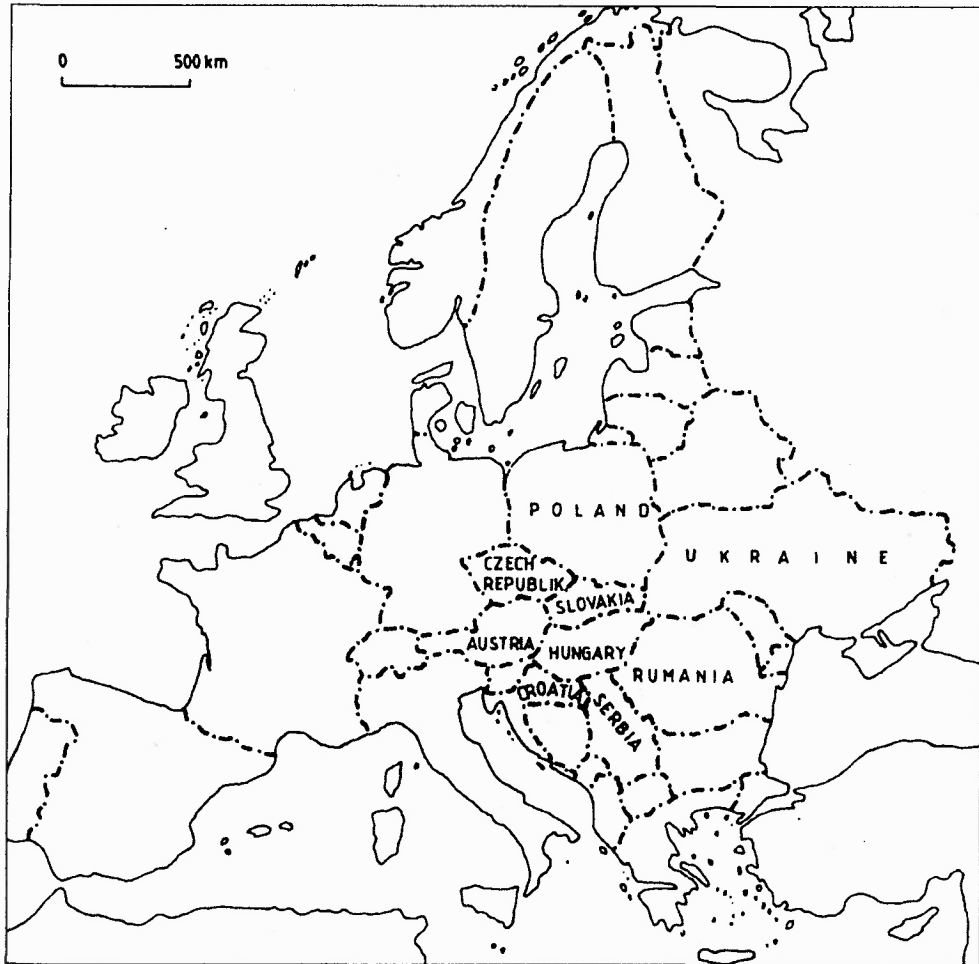 0 500 km
POLAND
UKRAINE
CZECH
REPUBLIK
SLOVAKIA
AUSTRIA
HUNGARY
RUMANIA
CROATIA
SERBIA